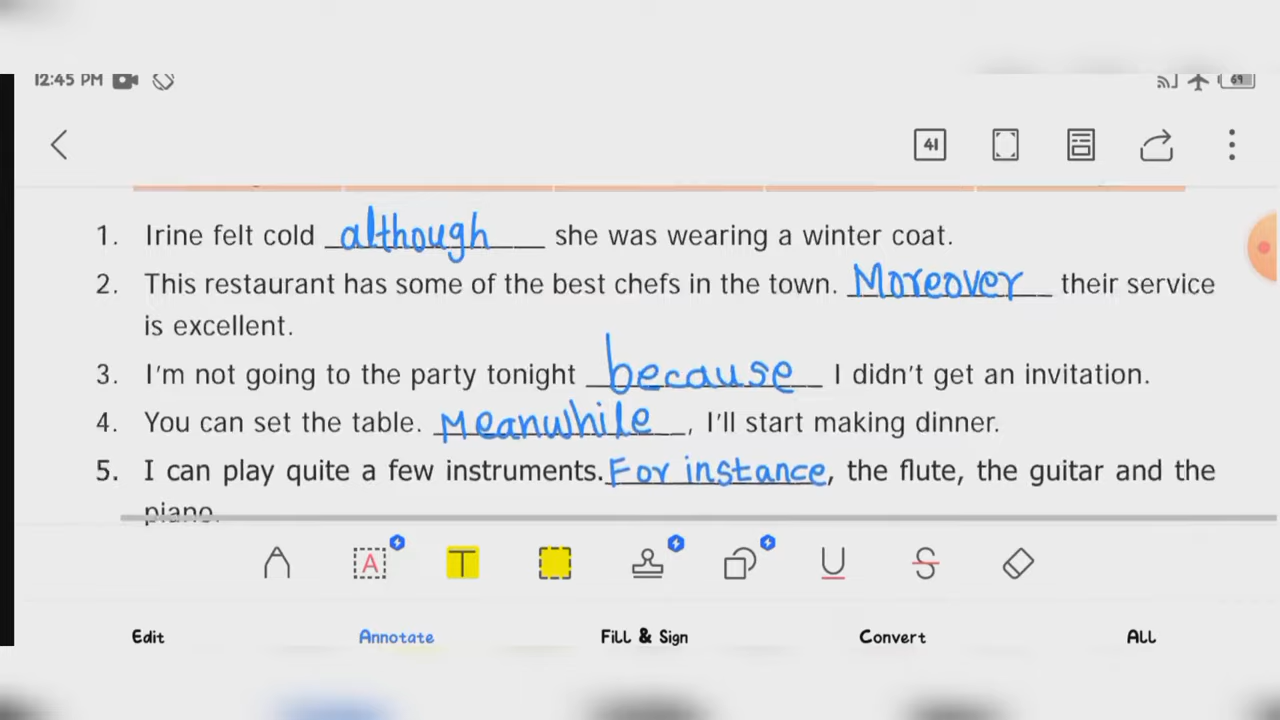 12:45 PM 69
41
1. Irine felt cold although she was wearing a winter coat.
2. This restaurant has some of the best chefs in the town. Moreover their service
is excellent.
3. I'm not going to the party tonight because I didn't get an invitation.
4. You can set the table. Meanwhile, I'll start making dinner.
5. I can play quite a few instruments. For instance, the flute, the guitar and the
piano.
A T U S
Edit Annotate Fill & Sign Convert All